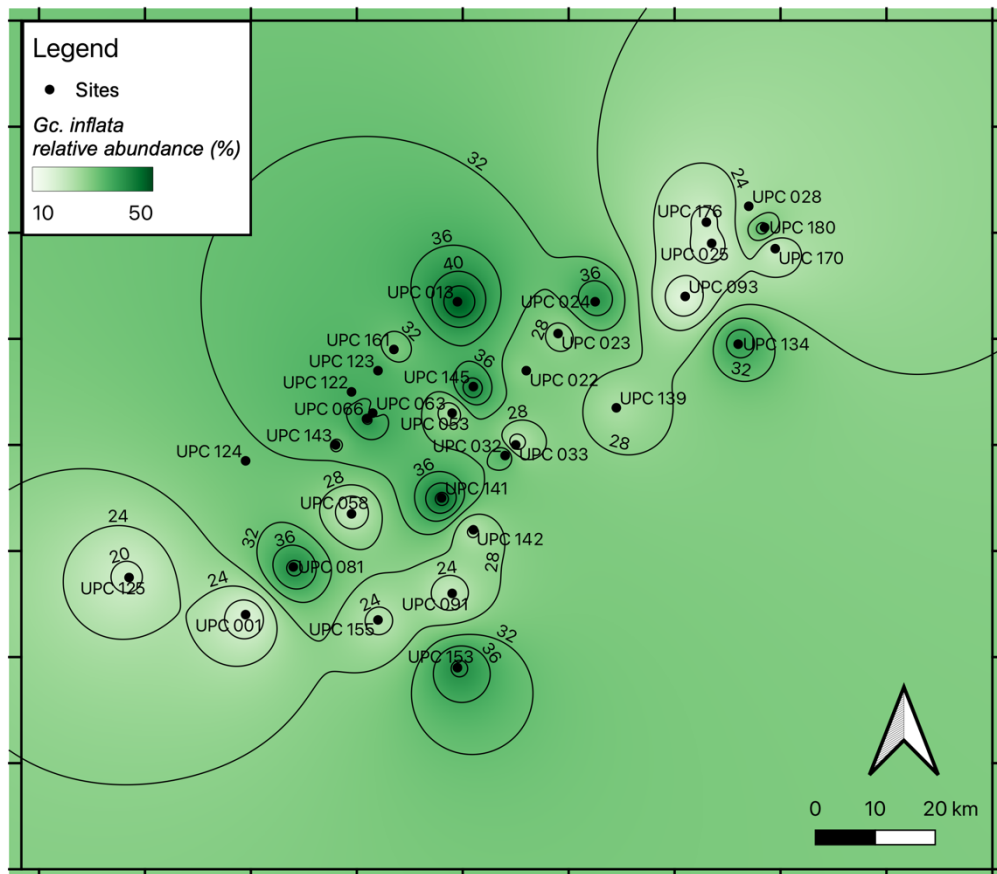 Legend
Sites
Gc. inflata
relative abundance (%)
10 50
32
24
UPC 028
UPC 176
UPC 180
UPC 025
UPC 170
36
40
36
UPC 013
UPC 024
UPC 093
28
32
UPC 161
UPC 023
UPC 134
UPC 123
36
32
UPC 145
UPC 022
UPC 122
UPC 063
UPC 066
UPC 139
UPC 053
28
UPC 143
UPC 032
UPC 033
28
UPC 124
36
28
UPC 141
UPC 058
24
32
36
UPC 142
20
28
UPC 081
24
24
UPC 125
24
UPC 091
UPC 001
UPC 155
32
36
UPC 153
0 10 20 km